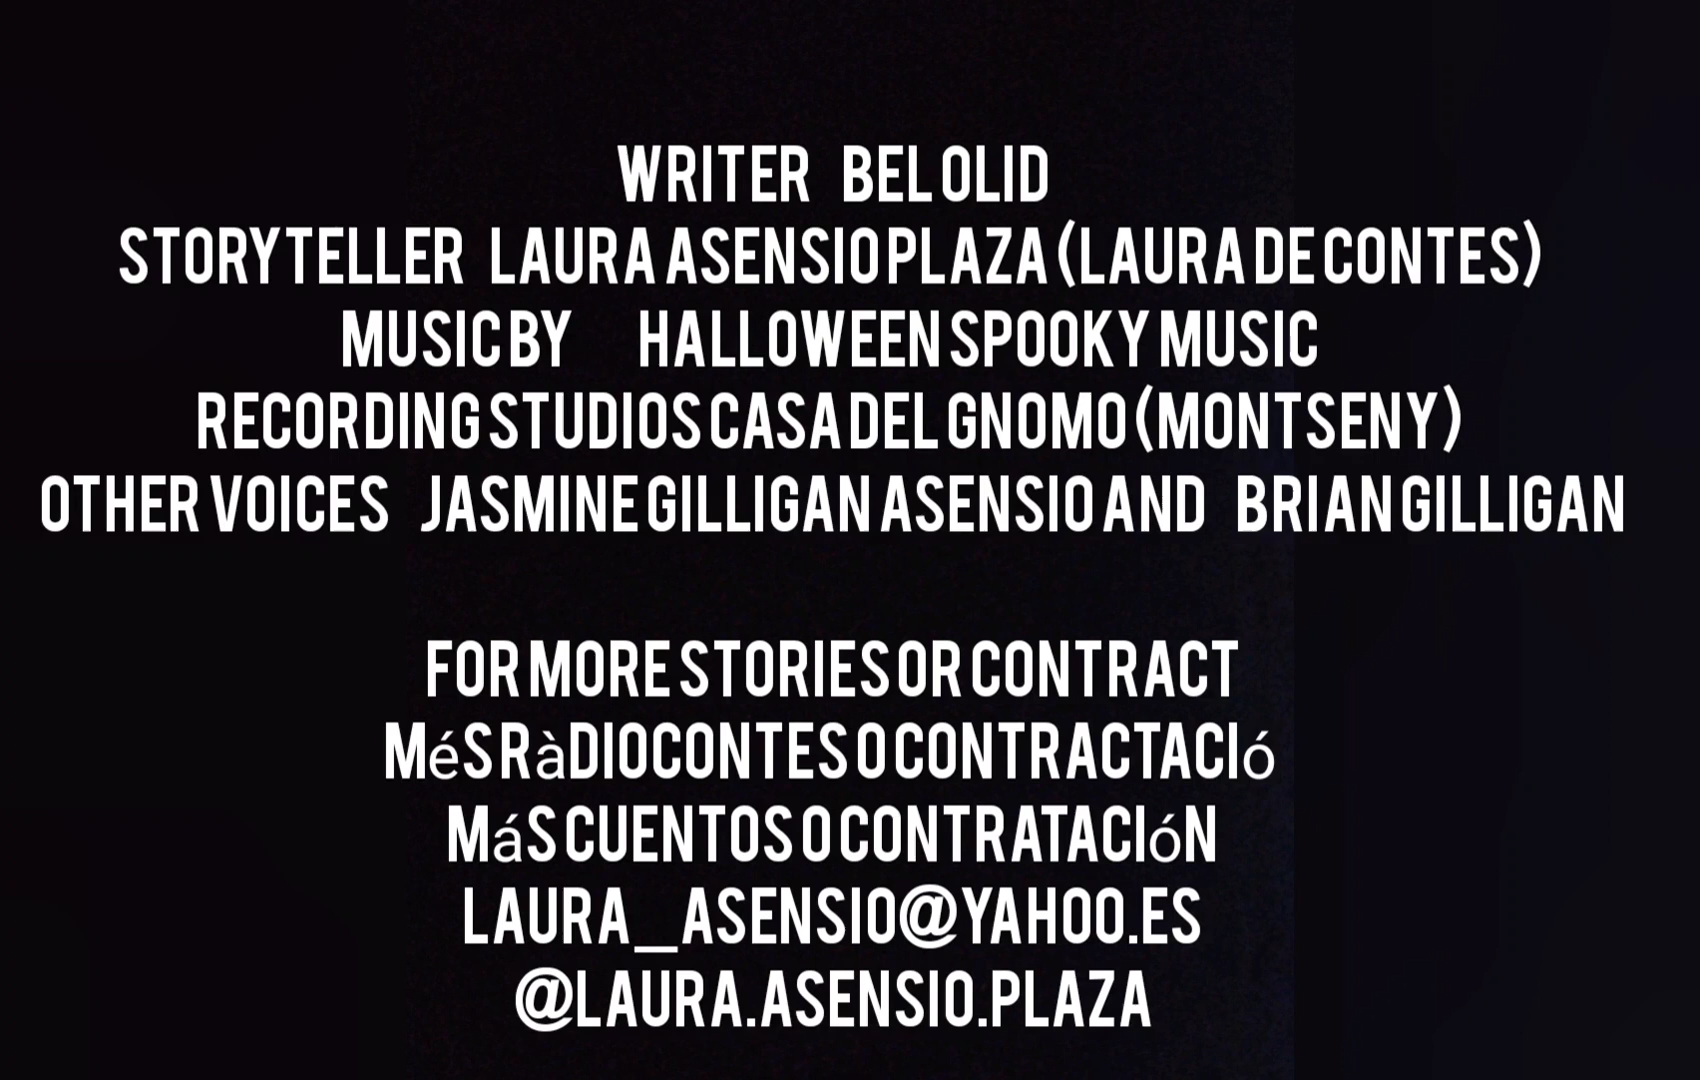 WRITER BEL OLID
STORYTELLER LAURA ASENSIO PLAZA (LAURA DE CONTES)
MUSIC BY HALLOWEEN SPOOKY MUSIC
RECORDING STUDIOS CASA DEL GNOMO (MONTSENY)
OTHER VOICES JASMINE GILLIGAN ASENSIO AND BRIAN GILLIGAN
FOR MORE STORIES OR CONTRACT
MéS RàDIOCONTES O CONTRACTACIó
MáS CUENTOS O CONTRATACIóN
LAURA_ASENSIO@YAHOO.ES
@LAURA.ASENSIO.PLAZA